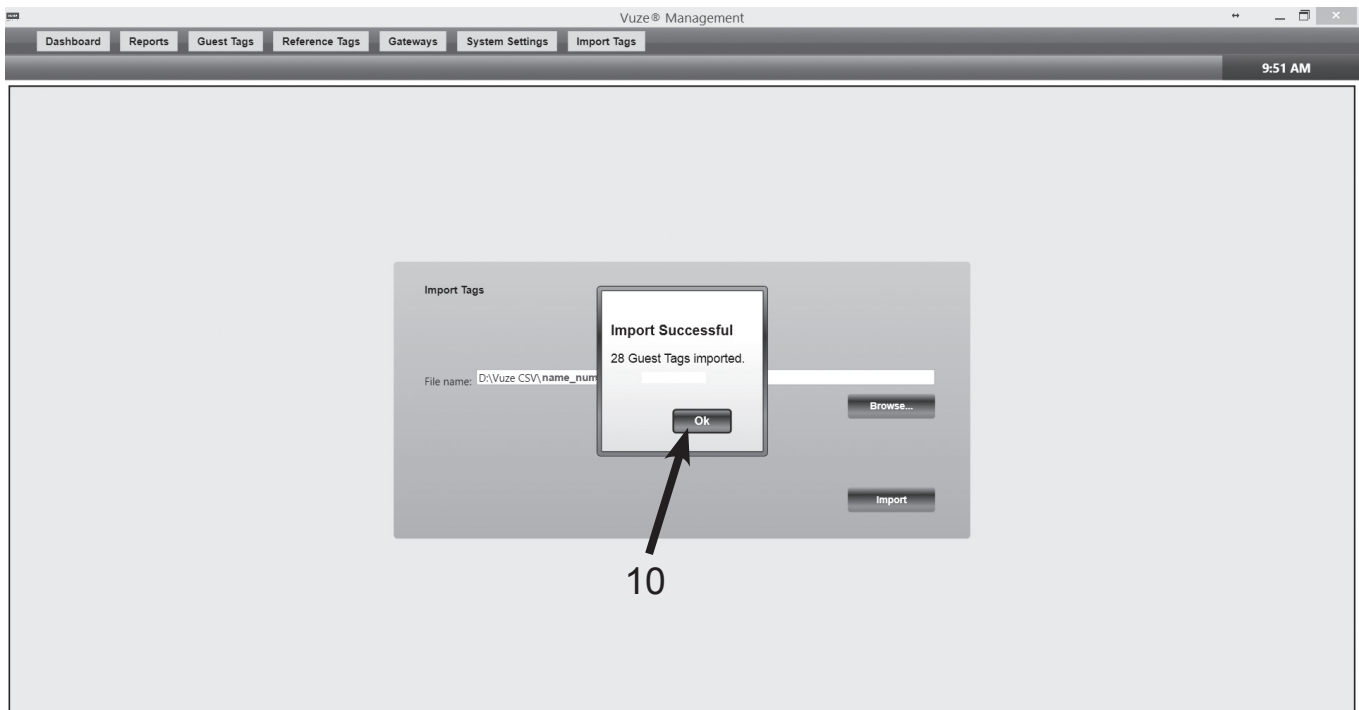 Vuze® Management
Dashboard Reports Guest Tags Reference Tags Gateways System Settings Import Tags
9:51 AM
Import Tags
Import Successful
28 Guest Tags imported.
File name: D:\Vuze CSV\name_num
Browse...
Ok
Import
10